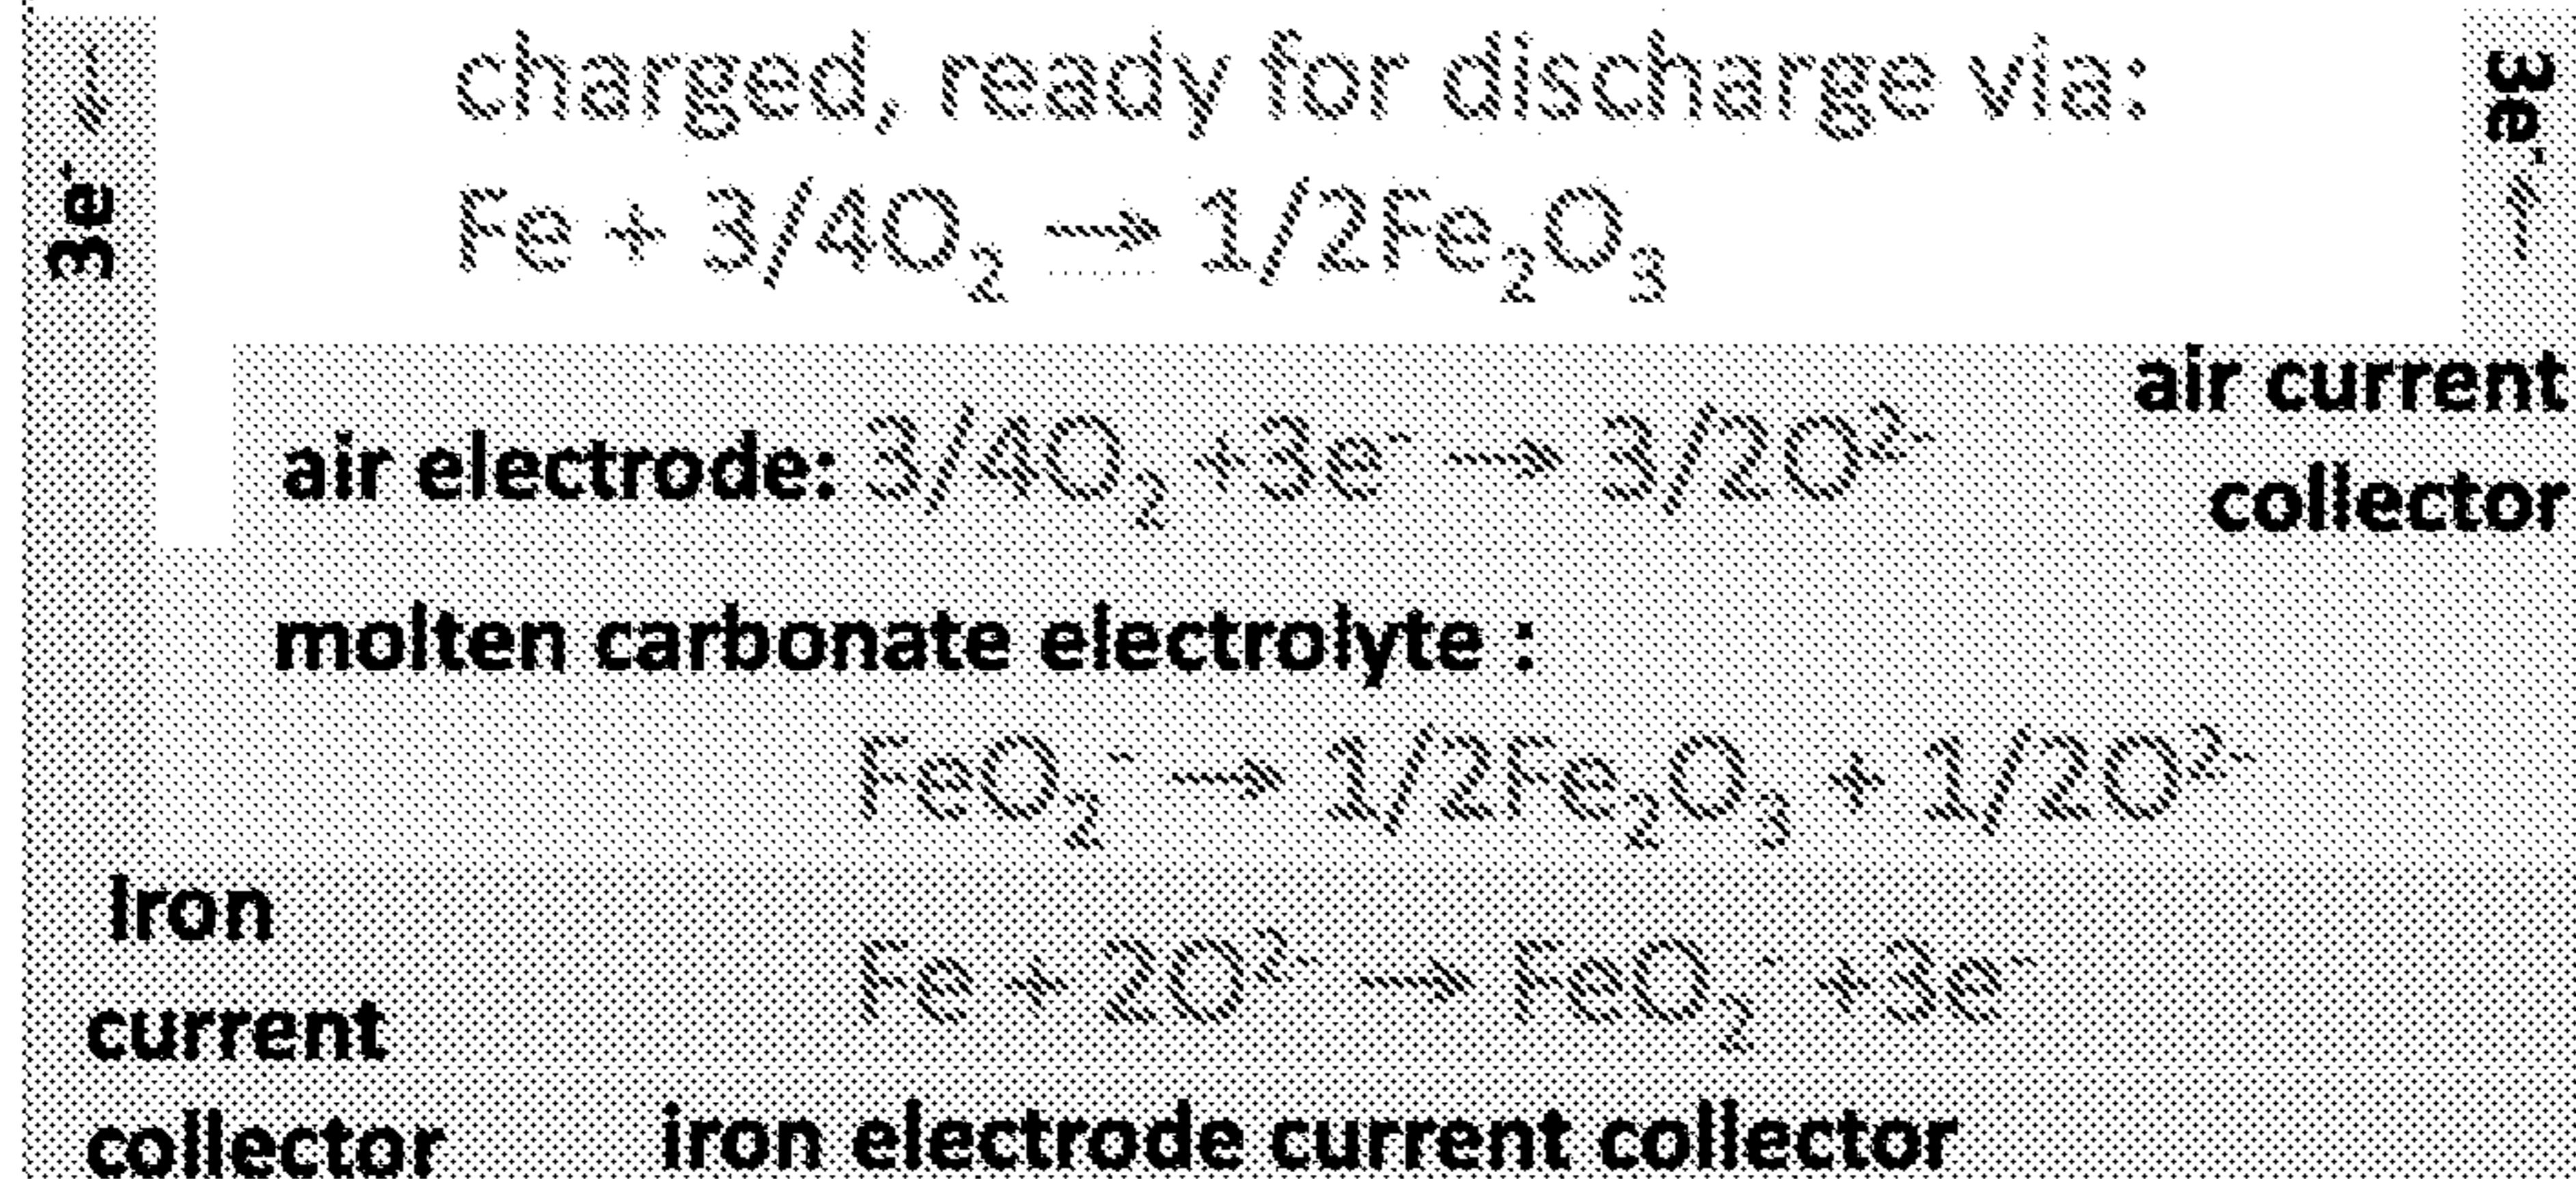 3e⁻ →
charged, ready for discharge via:
3e⁻ →
Fe + 3/4O₂ → 1/2Fe₂O₃
air current
collector
air electrode: 3/4O₂ +3e⁻ → 3/2O²⁻
molten carbonate electrolyte :
FeO₂⁻ → 1/2Fe₂O₃ + 1/2O²⁻
Iron
current
collector
Fe + 2O²⁻ → FeO₂⁻ +3e⁻
iron electrode current collector